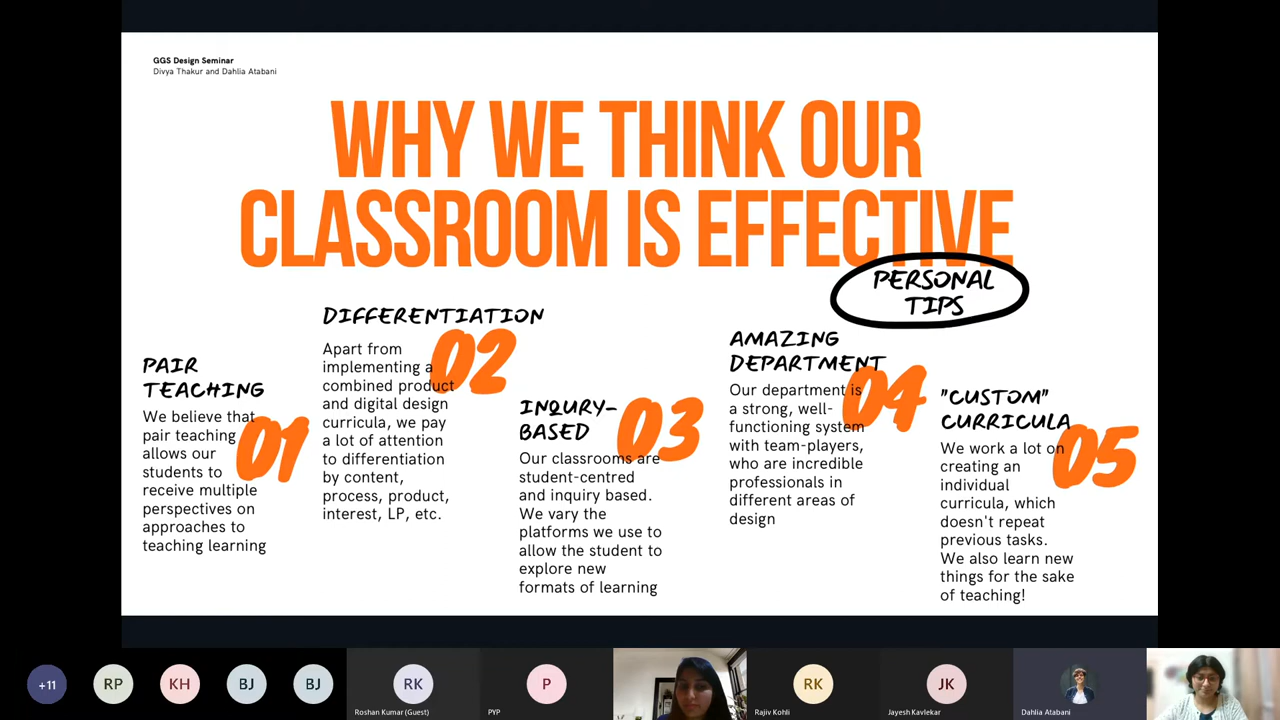 GGS Design Seminar
Divya Thakur and Dahlia Atabani
WHY WE THINK OUR
CLASSROOM IS EFFECTIVE
PERSONAL
TIPS
PAIR
TEACHING
01
We believe that
pair teaching
allows our
students to
receive multiple
perspectives on
approaches to
teaching learning
DIFFERENTIATION
02
Apart from
implementing a
combined product
and digital design
curricula, we pay
a lot of attention
to differentiation
by content,
process, product,
interest, LP, etc.
INQURY-
BASED
03
Our classrooms are
student-centred
and inquiry based.
We vary the
platforms we use to
allow the student to
explore new
formats of learning
AMAZING
DEPARTMENT
04
Our department is
a strong, well-
functioning system
with team-players,
who are incredible
professionals in
different areas of
design
"CUSTOM"
CURRICULA
05
We work a lot on
creating an
individual
curricula, which
doesn't repeat
previous tasks.
We also learn new
things for the sake
of teaching!
+11
RP
KH
BJ
BJ
RK
Roshan Kumar (Guest)
P
PYP
RK
Rajiv Kohli
JK
Jayesh Kavlekar
Dahlia Atabani